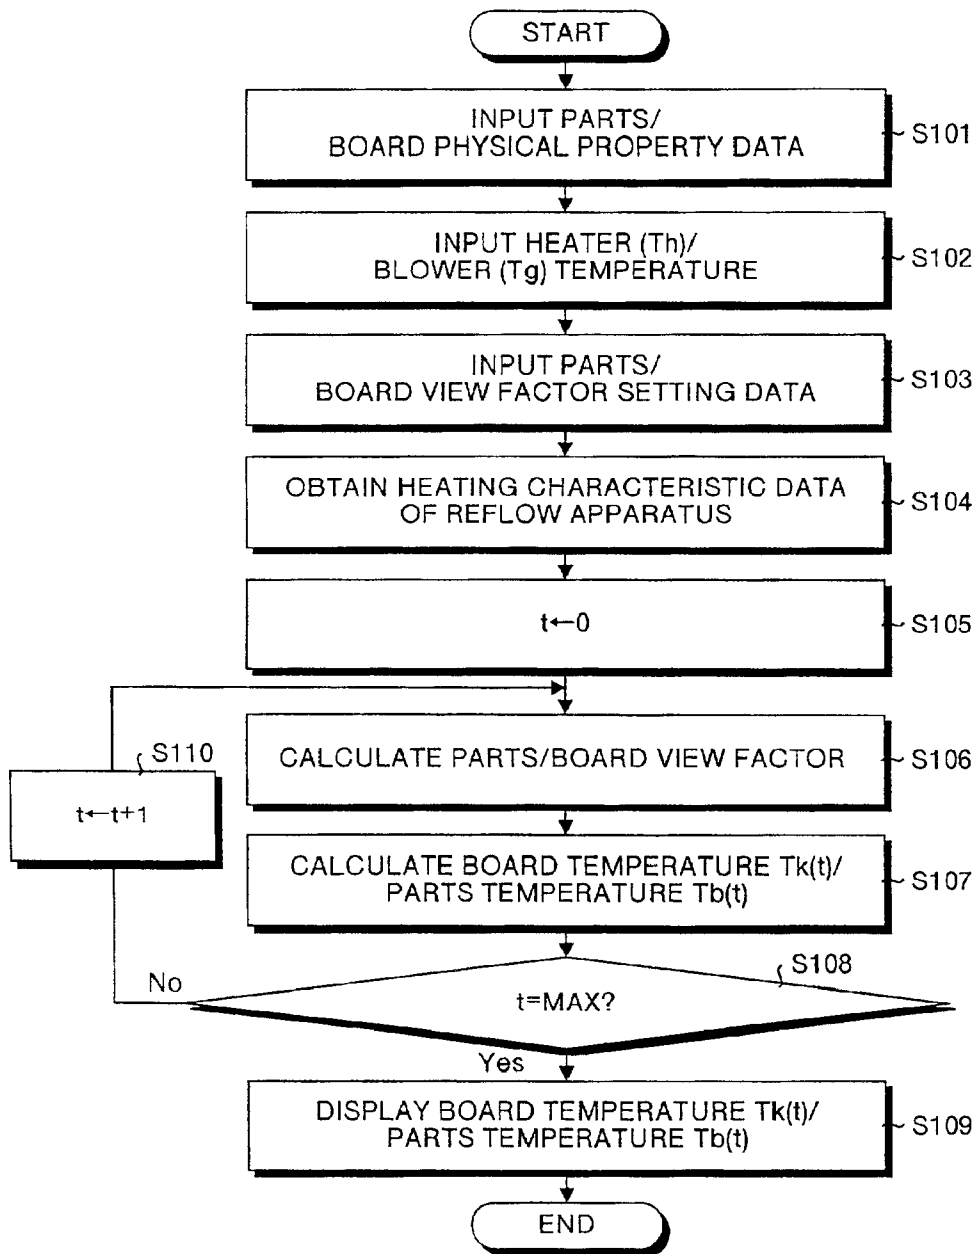 START
INPUT PARTS/
BOARD PHYSICAL PROPERTY DATA
S101
INPUT HEATER (Th)/
BLOWER (Tg) TEMPERATURE
S102
INPUT PARTS/
BOARD VIEW FACTOR SETTING DATA
S103
OBTAIN HEATING CHARACTERISTIC DATA
OF REFLOW APPARATUS
S104
t←0
S105
CALCULATE PARTS/BOARD VIEW FACTOR
S106
S110
t←t+1
CALCULATE BOARD TEMPERATURE Tk(t)/
PARTS TEMPERATURE Tb(t)
S107
S108
No
t=MAX?
Yes
DISPLAY BOARD TEMPERATURE Tk(t)/
PARTS TEMPERATURE Tb(t)
S109
END